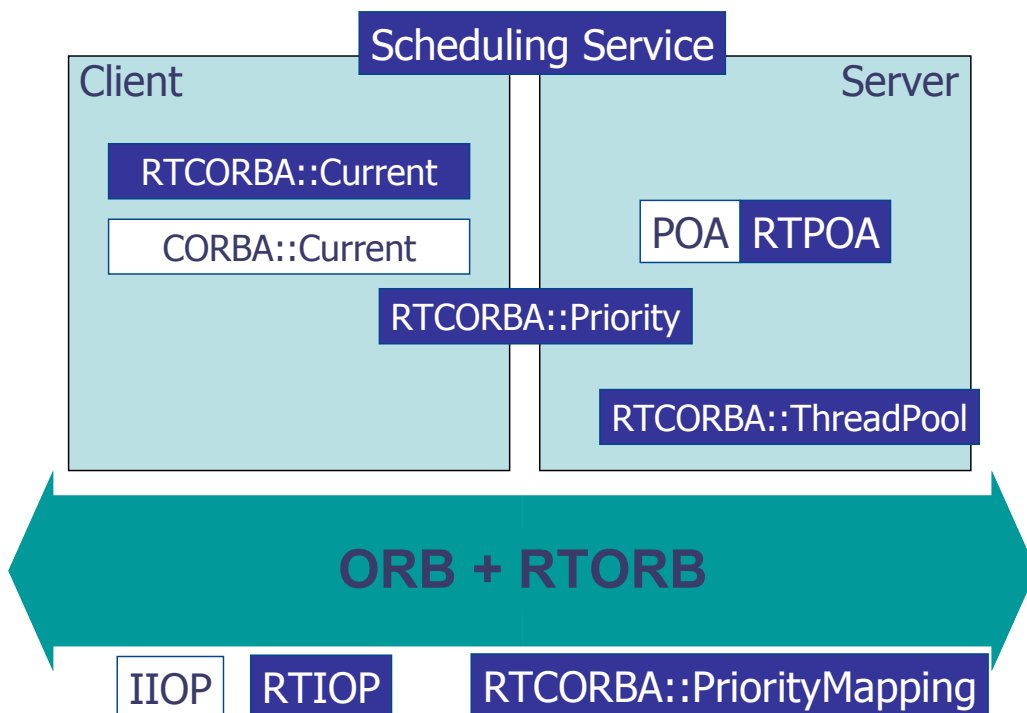 Scheduling Service
Client
Server
RTCORBA::Current
CORBA::Current
POA RTPOA
RTCORBA::Priority
RTCORBA::ThreadPool
ORB + RTORB
IIOP RTIOP RTCORBA::PriorityMapping